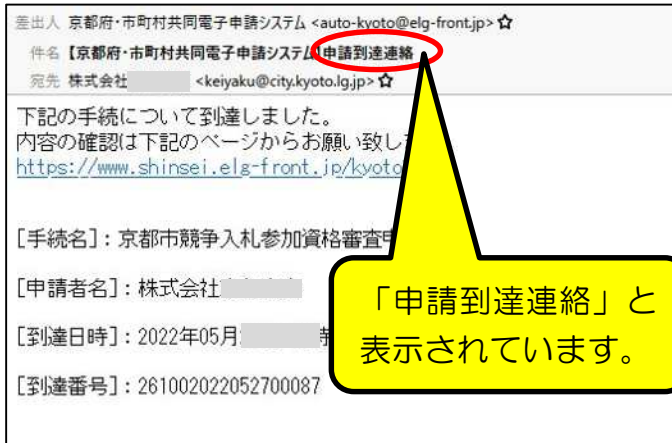 差出人 京都府・市町村共同電子申請システム <auto-kyoto@elg-front.jp>
件名 【京都府・市町村共同電子申請システム】申請到達連絡
宛先 株式会社 <keiyaku@city.kyoto.lg.jp>
下記の手続について到達しました。
内容の確認は下記のページからお願い致し
https://www.shinsei.elg-front.jp/kyoto
[手続名]：京都市競争入札参加資格審査申
[申請者名]：株式会社
[到達日時]：2022年05月
[到達番号]：261002022052700087
「申請到達連絡」と
表示されています。